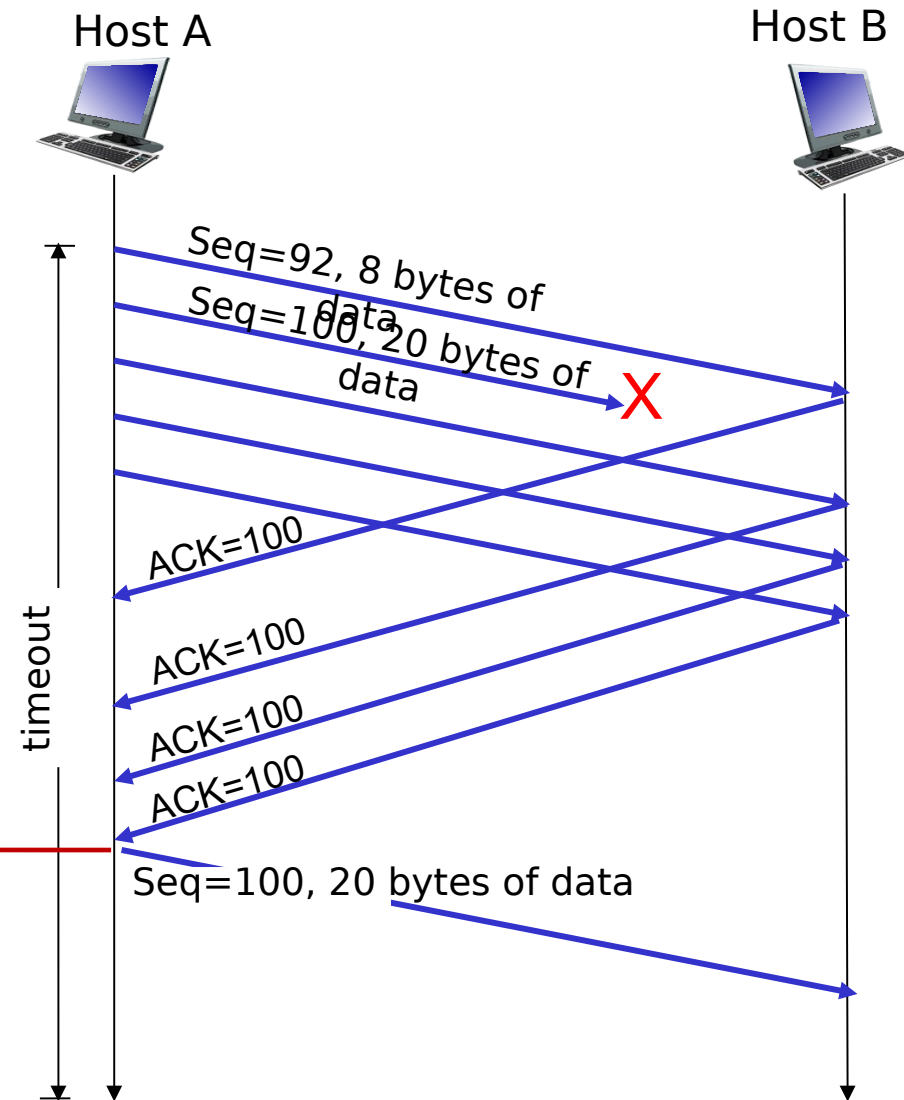 Host A
Host B
Seq=92, 8 bytes of
data
Seq=100, 20 bytes of
data
X
ACK=100
ACK=100
ACK=100
ACK=100
timeout
Seq=100, 20 bytes of data